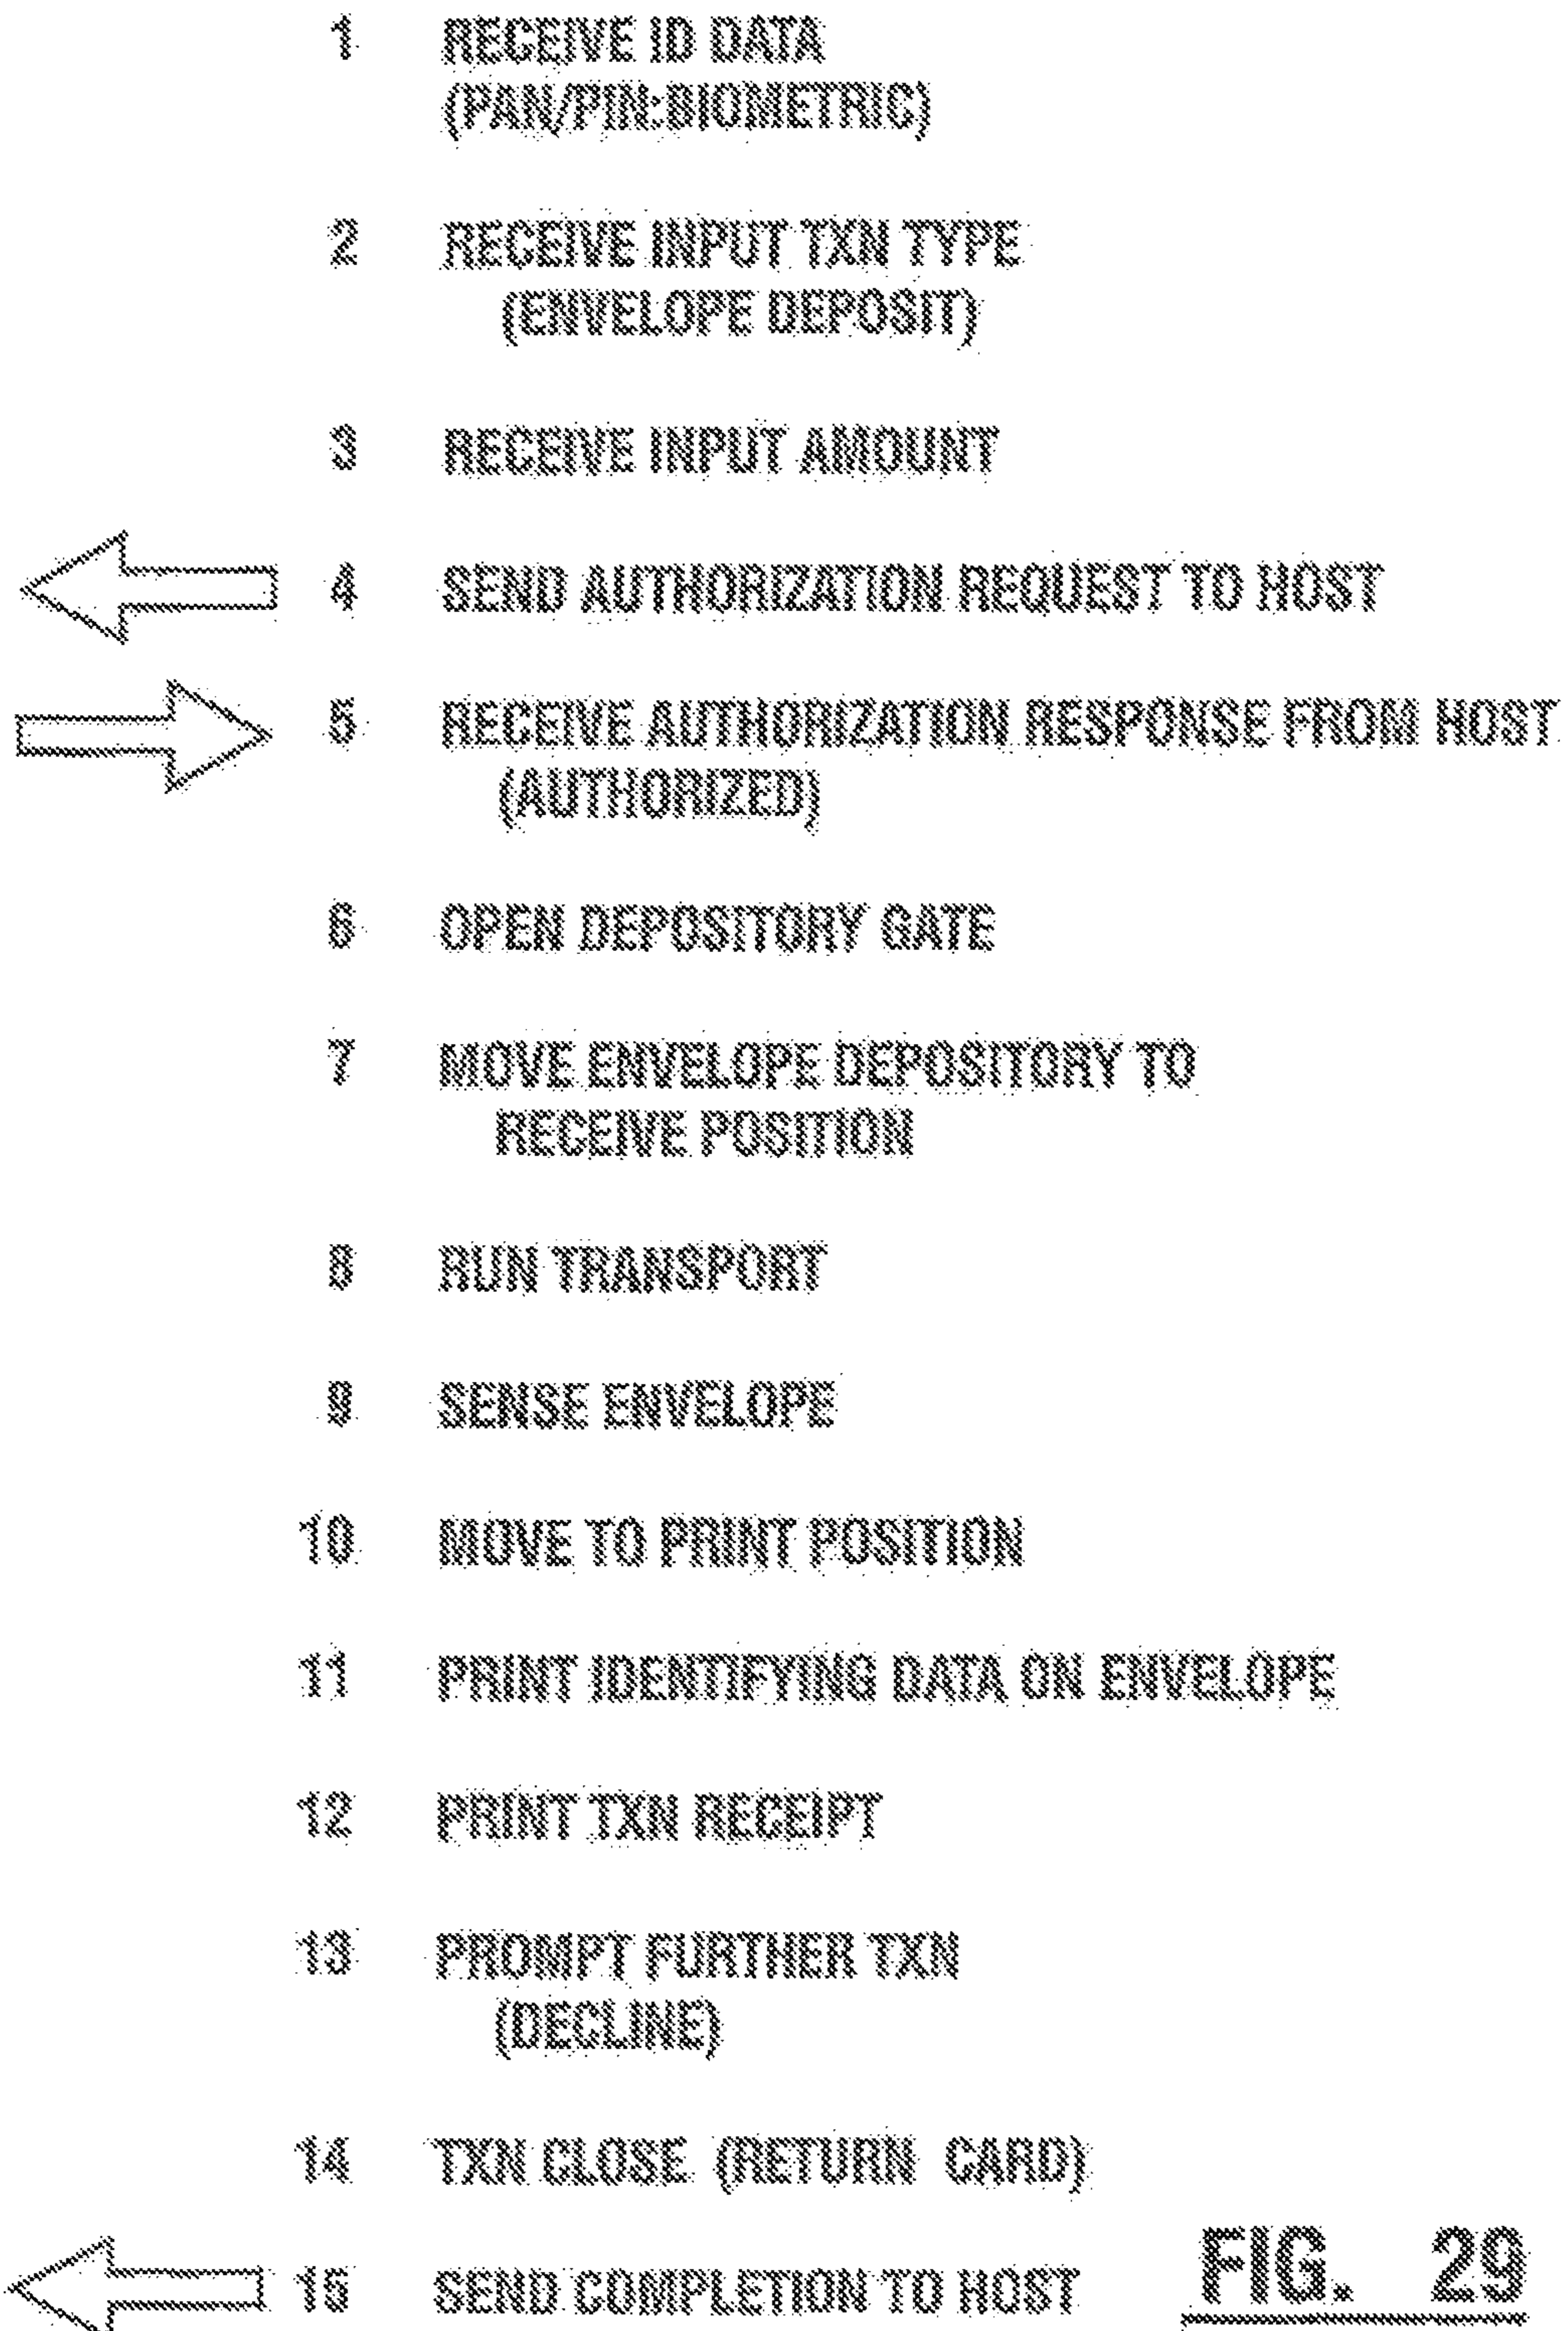 1 RECEIVE ID DATA
(PAN/PIN:BIOMETRIC)
2 RECEIVE INPUT TXN TYPE
(ENVELOPE DEPOSIT)
3 RECEIVE INPUT AMOUNT
4 SEND AUTHORIZATION REQUEST TO HOST
5 RECEIVE AUTHORIZATION RESPONSE FROM HOST
(AUTHORIZED)
6 OPEN DEPOSITORY GATE
7 MOVE ENVELOPE DEPOSITORY TO
RECEIVE POSITION
8 RUN TRANSPORT
9 SENSE ENVELOPE
10 MOVE TO PRINT POSITION
11 PRINT IDENTIFYING DATA ON ENVELOPE
12 PRINT TXN RECEIPT
13 PROMPT FURTHER TXN
(DECLINE)
14 TXN CLOSE (RETURN CARD)
15 SEND COMPLETION TO HOST
FIG. 29